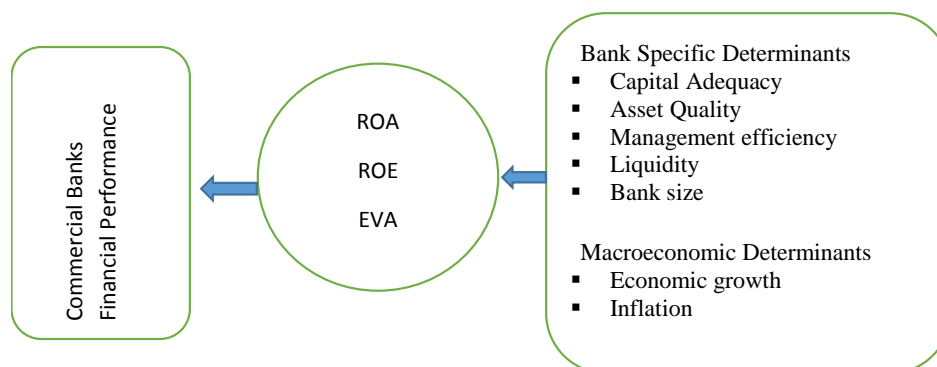 Commercial Banks
Financial Performance
ROA
ROE
EVA
Bank Specific Determinants
▪ Capital Adequacy
▪ Asset Quality
▪ Management efficiency
▪ Liquidity
▪ Bank size
Macroeconomic Determinants
▪ Economic growth
▪ Inflation